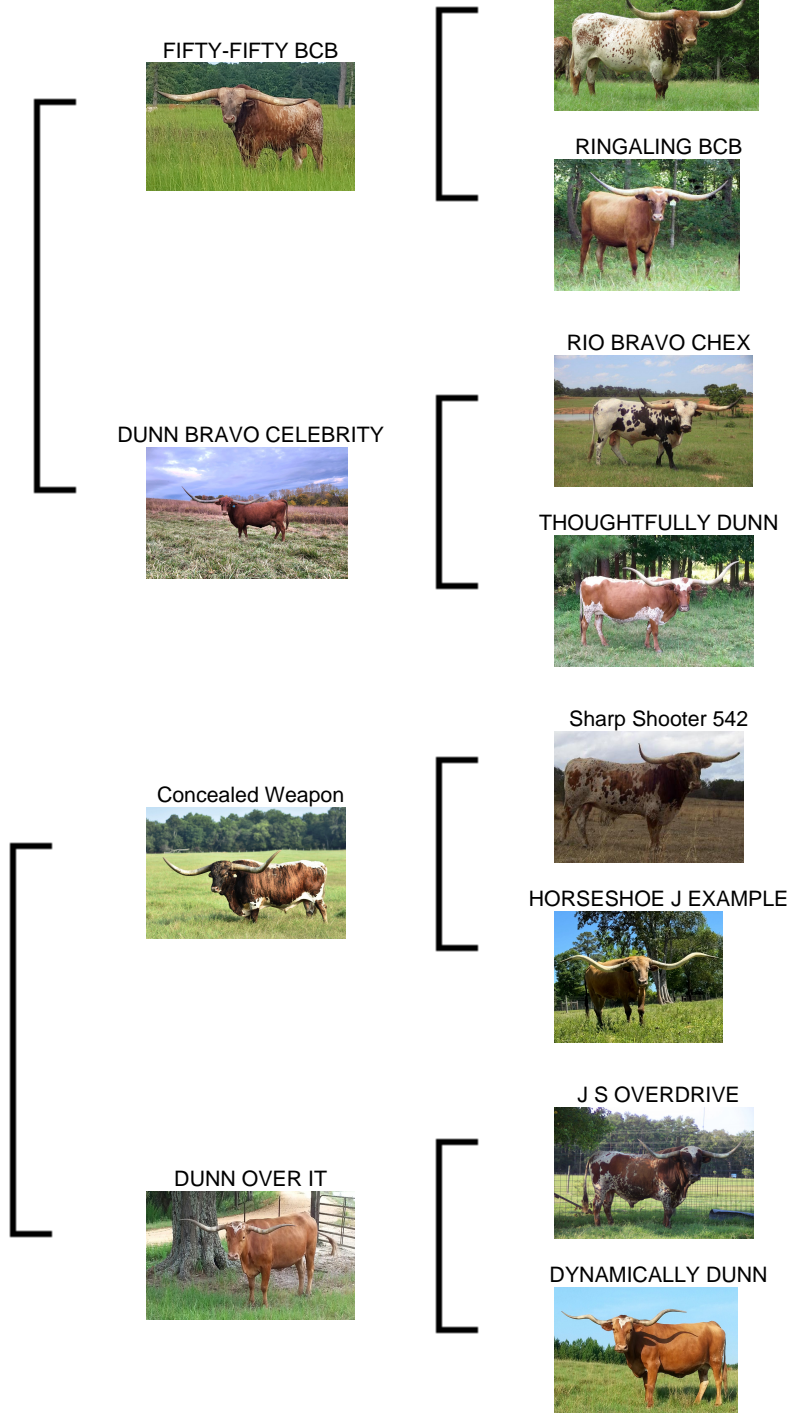 FIFTY-FIFTY BCB
RINGALING BCB
RIO BRAVO CHEX
DUNN BRAVO CELEBRITY
THOUGHTFULLY DUNN
Sharp Shooter 542
Concealed Weapon
HORSESHOE J EXAMPLE
J S OVERDRIVE
DUNN OVER IT
DYNAMICALLY DUNN